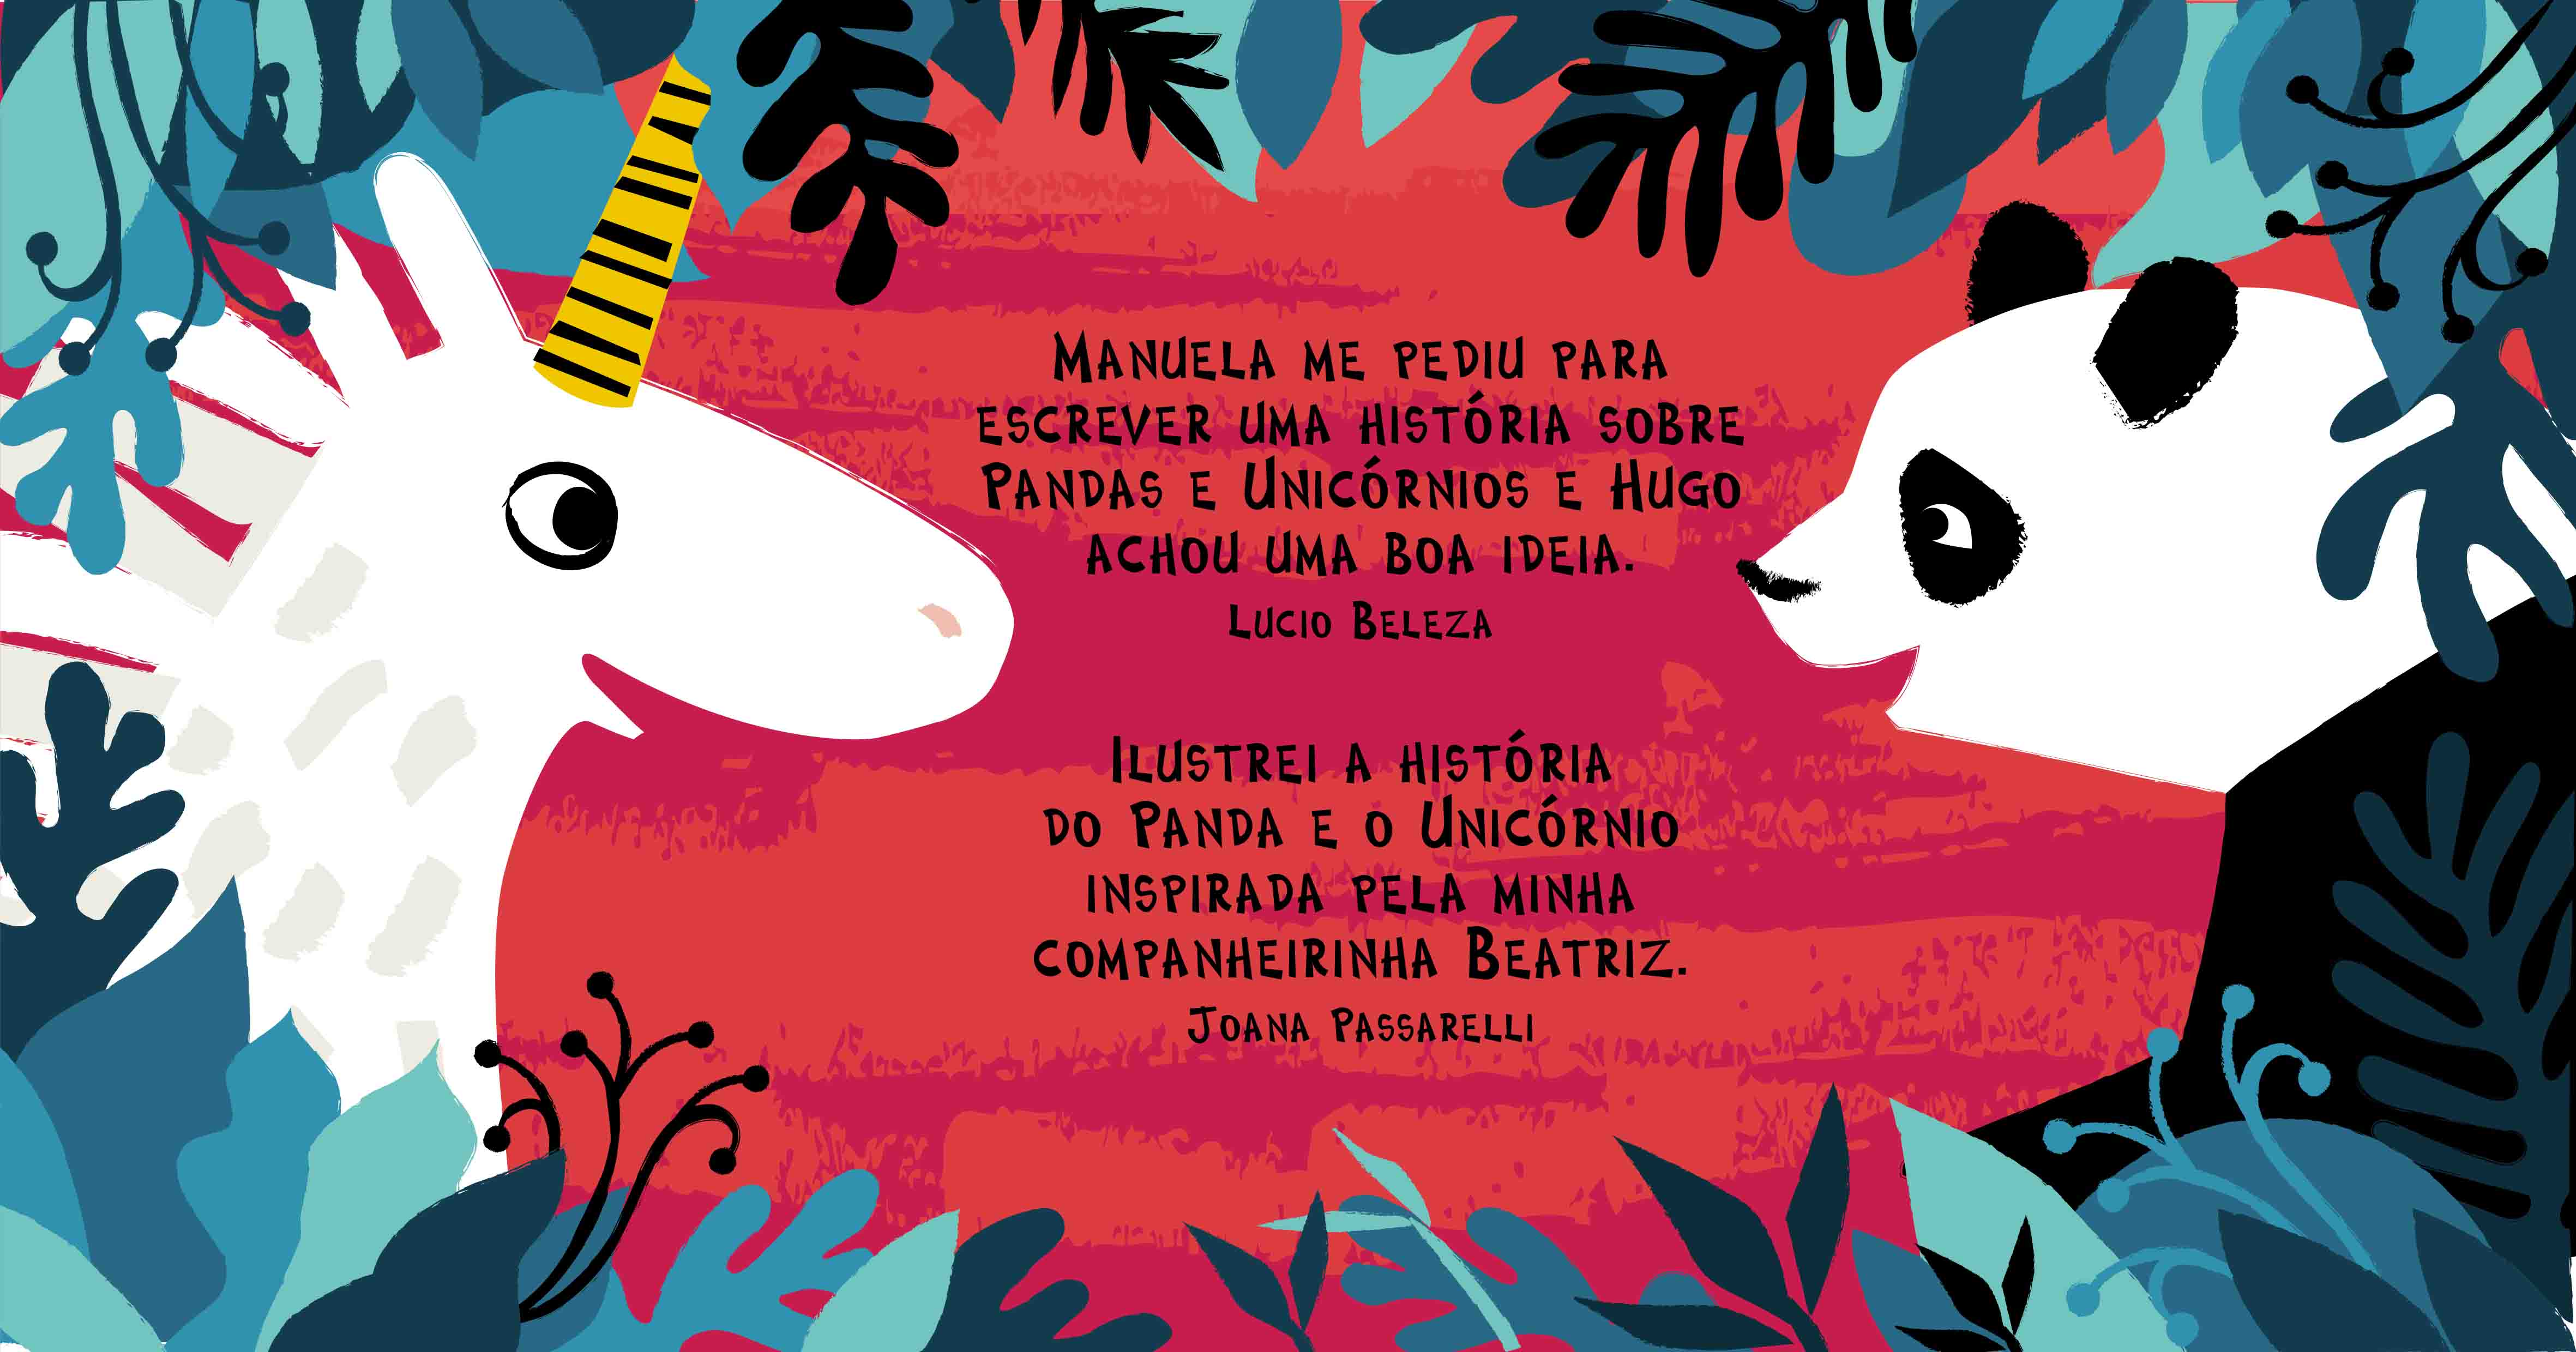 Manuela me pediu para
escrever uma história sobre
Pandas e Unicórnios e Hugo
achou uma boa ideia.
Lucio Beleza
Ilustrei a história
do Panda e o Unicórnio
inspirada pela minha
companheirinha Beatriz.
Joana Passarelli